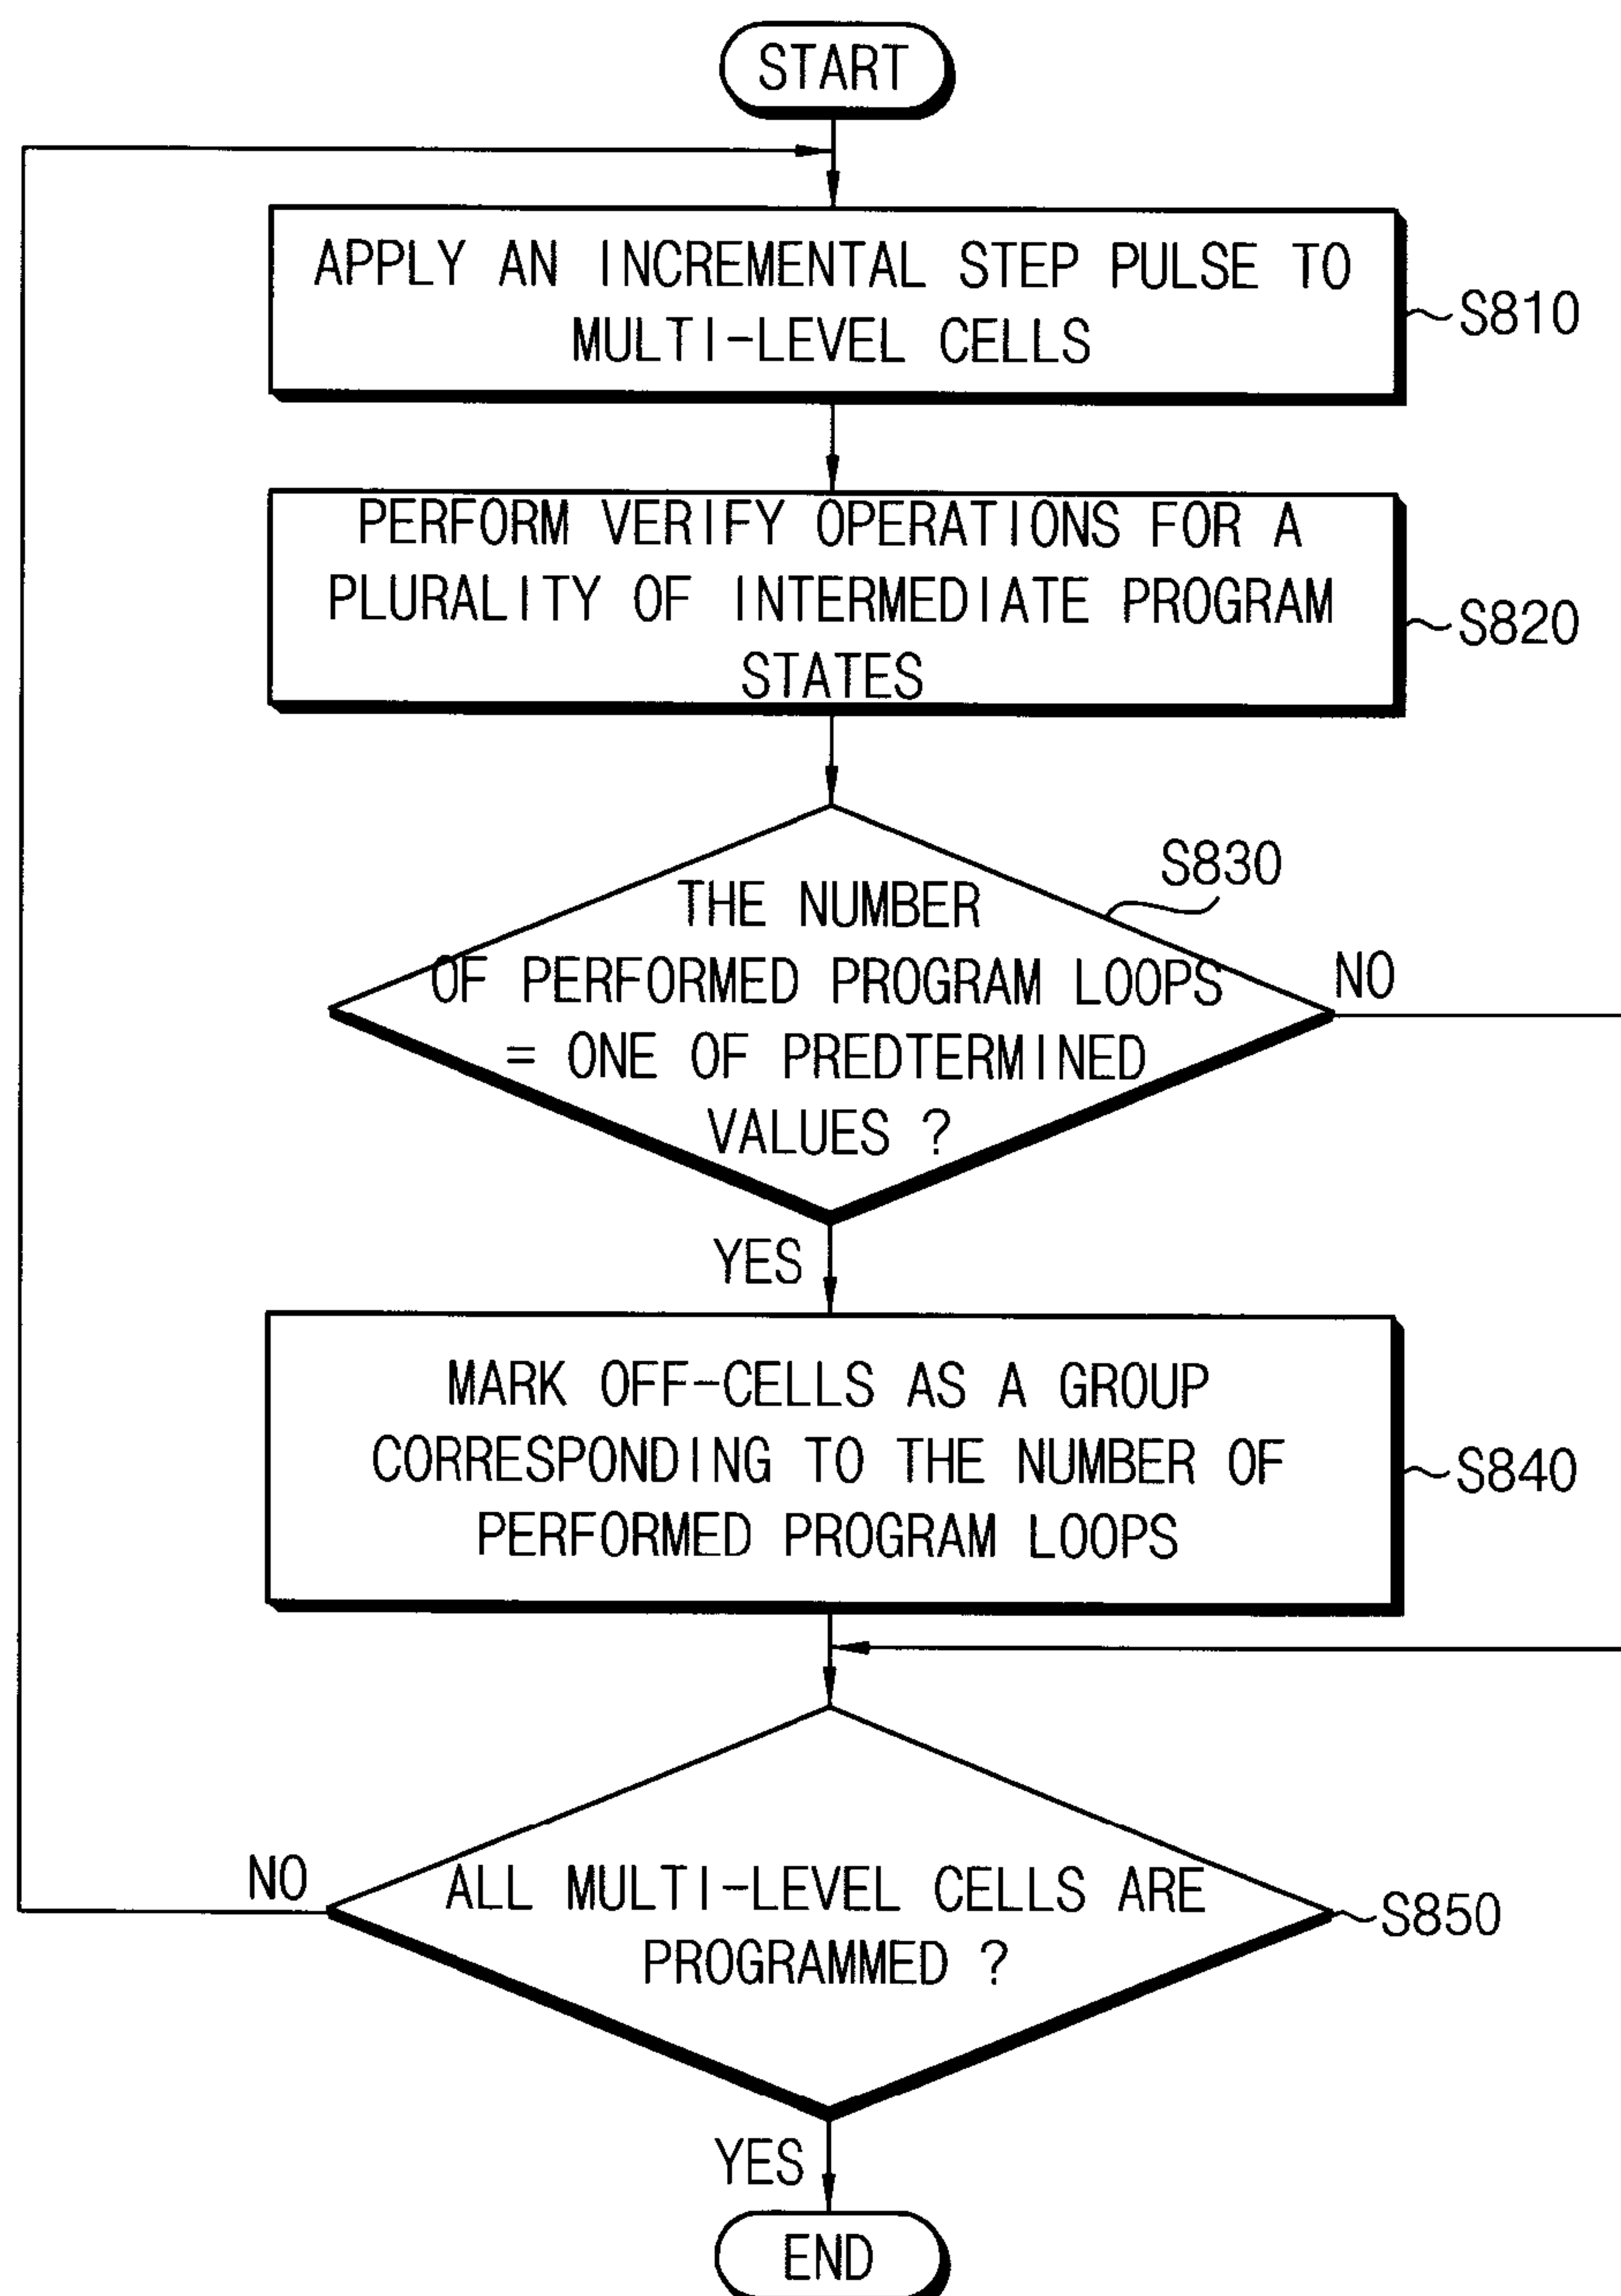 START
APPLY AN INCREMENTAL STEP PULSE TO
MULTI-LEVEL CELLS
S810
PERFORM VERIFY OPERATIONS FOR A
PLURALITY OF INTERMEDIATE PROGRAM
STATES
S820
S830
THE NUMBER
OF PERFORMED PROGRAM LOOPS
= ONE OF PREDTERMINED
VALUES ?
NO
YES
MARK OFF-CELLS AS A GROUP
CORRESPONDING TO THE NUMBER OF
PERFORMED PROGRAM LOOPS
S840
NO
ALL MULTI-LEVEL CELLS ARE
PROGRAMMED ?
S850
YES
END